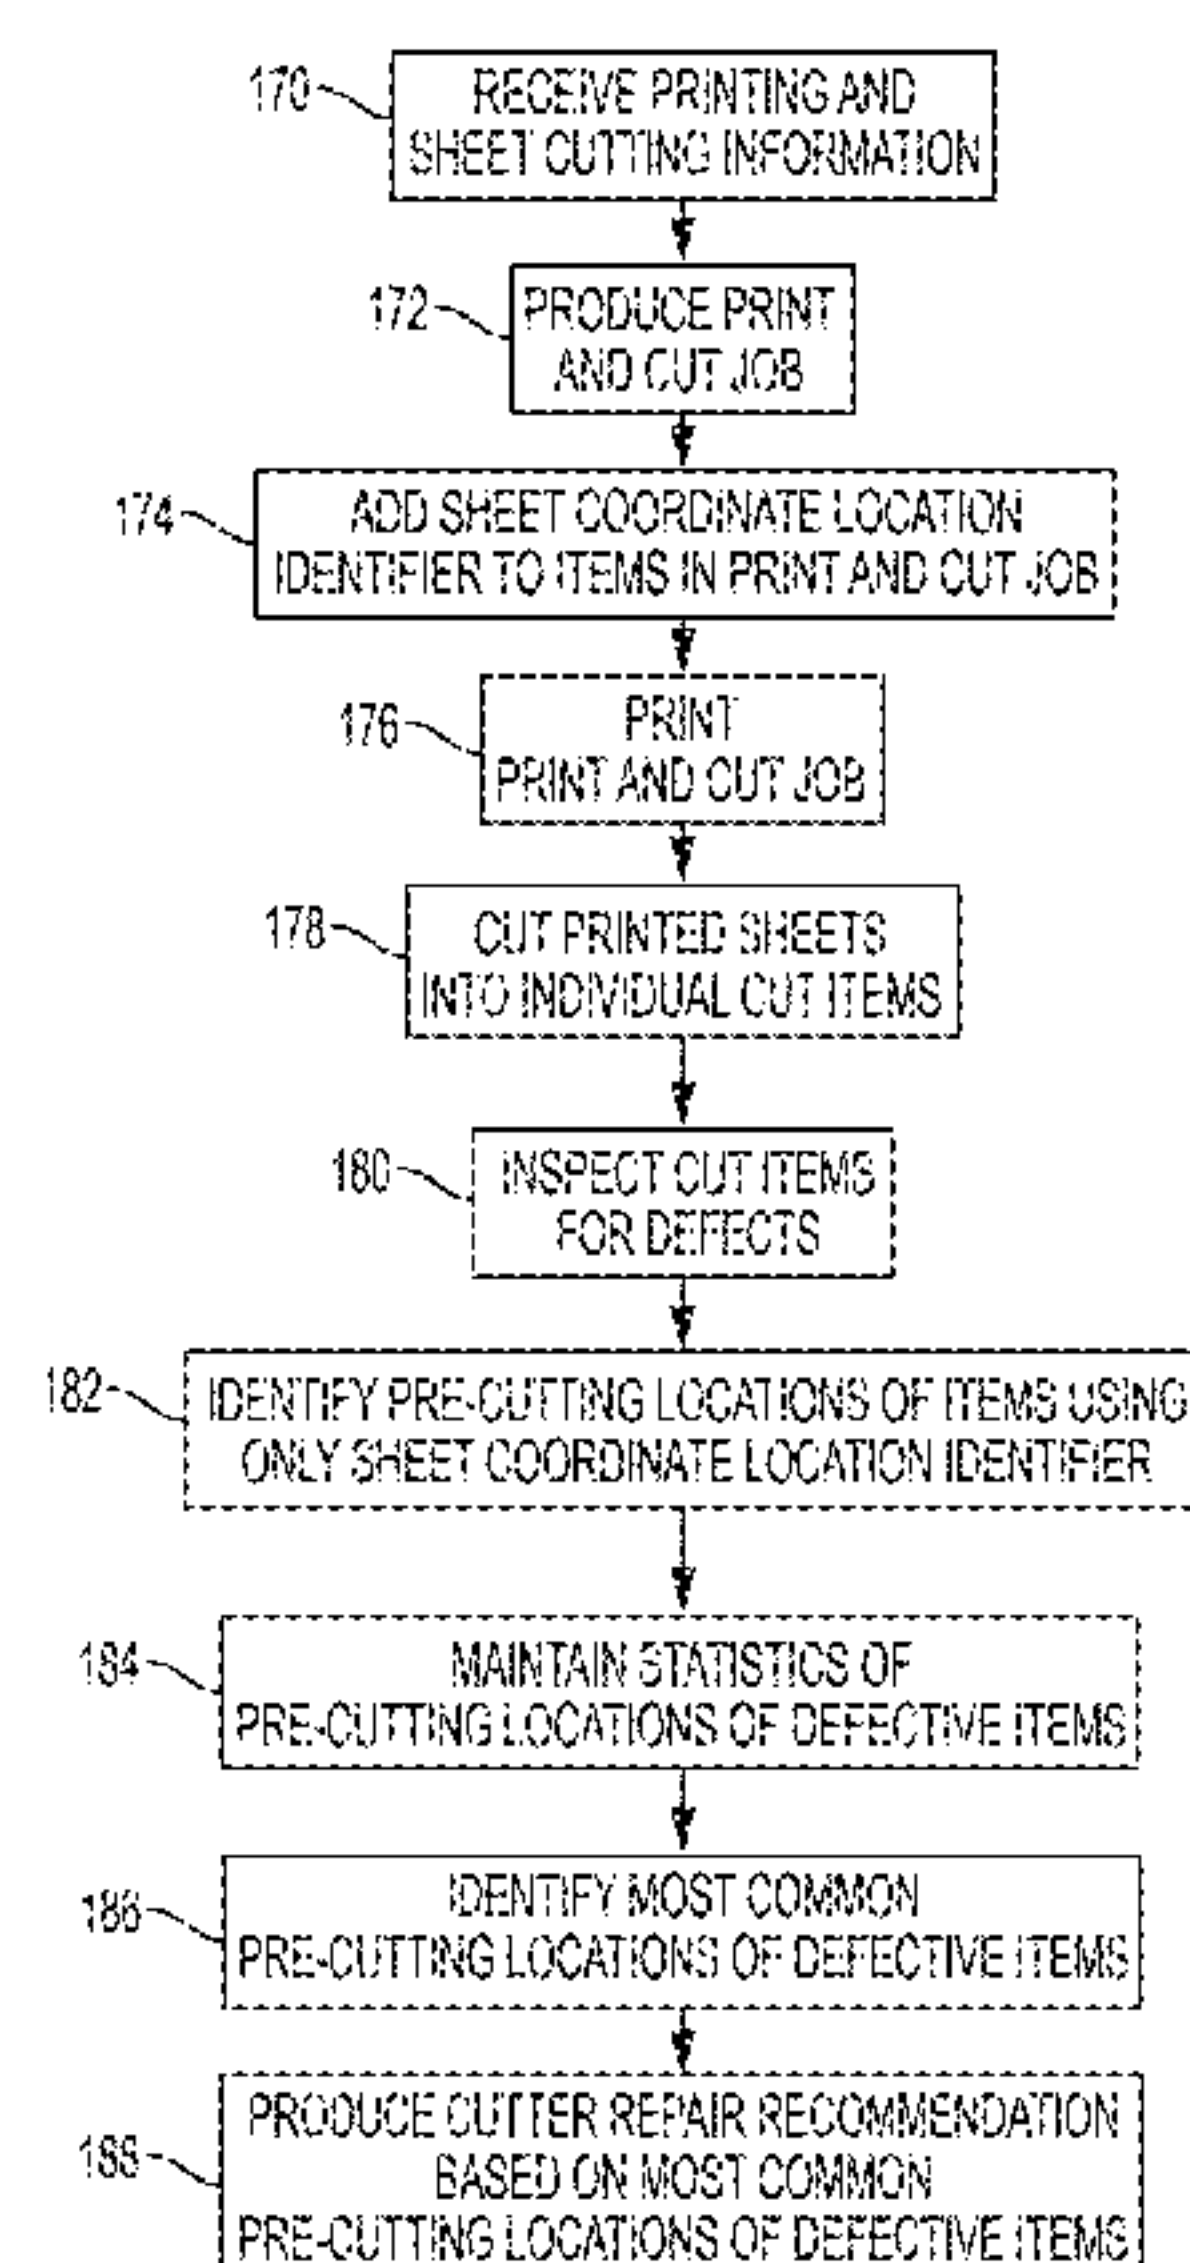 170
RECEIVE PRINTING AND
SHEET CUTTING INFORMATION
172
PRODUCE PRINT
AND CUT JOB
174
ADD SHEET COORDINATE LOCATION
IDENTIFIER TO ITEMS IN PRINT AND CUT JOB
176
PRINT
PRINT AND CUT JOB
178
CUT PRINTED SHEETS
INTO INDIVIDUAL CUT ITEMS
180
INSPECT CUT ITEMS
FOR DEFECTS
182
IDENTIFY PRE-CUTTING LOCATIONS OF ITEMS USING
ONLY SHEET COORDINATE LOCATION IDENTIFIER
184
MAINTAIN STATISTICS OF
PRE-CUTTING LOCATIONS OF DEFECTIVE ITEMS
186
IDENTIFY MOST COMMON
PRE-CUTTING LOCATIONS OF DEFECTIVE ITEMS
188
PRODUCE CUTTER REPAIR RECOMMENDATION
BASED ON MOST COMMON
PRE-CUTTING LOCATIONS OF DEFECTIVE ITEMS